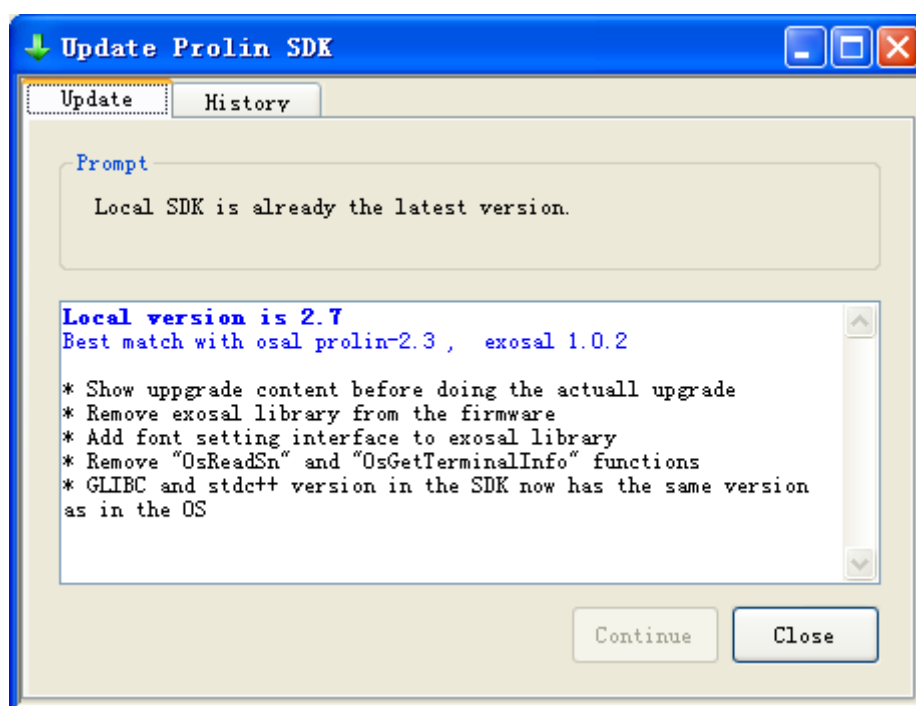 Update Prolin SDK
Update
History
Prompt
Local SDK is already the latest version.
Local version is 2.7
Best match with osal prolin-2.3 ,  exosal 1.0.2
* Show uppgrade content before doing the actuall upgrade
* Remove exosal library from the firmware
* Add font setting interface to exosal library
* Remove "OsReadSn" and "OsGetTerminalInfo" functions
* GLIBC and stdc++ version in the SDK now has the same version
as in the OS
Continue
Close